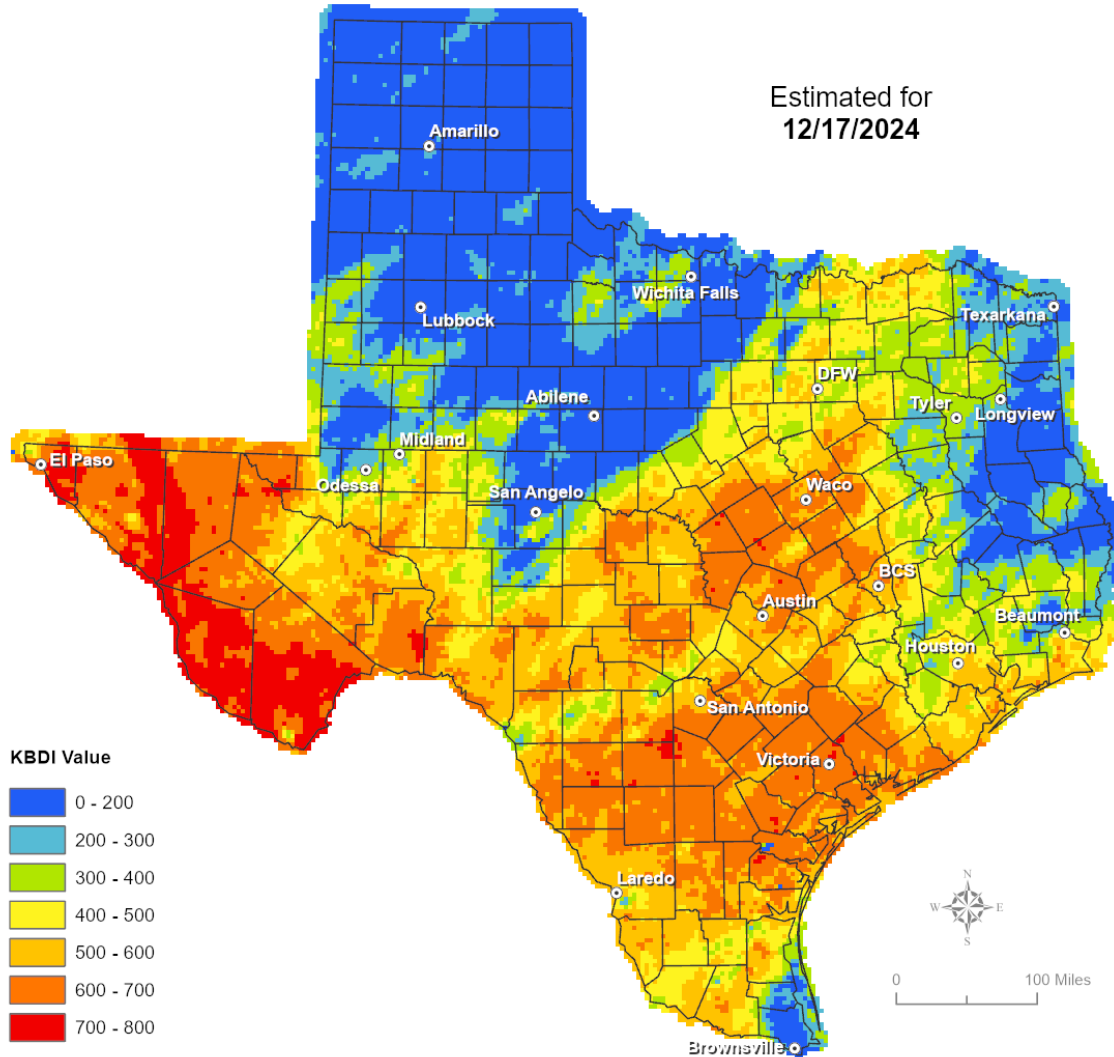 Estimated for
12/17/2024
Amarillo
Wichita Falls
Lubbock
Texarkana
DFW
Abilene
Tyler
Longview
Midland
El Paso
Odessa
San Angelo
Waco
BCS
Austin
Beaumont
Houston
San Antonio
Victoria
KBDI Value
0 - 200
200 - 300
300 - 400
400 - 500
500 - 600
600 - 700
700 - 800
Laredo
N
W E
S
0 100 Miles
Brownsville